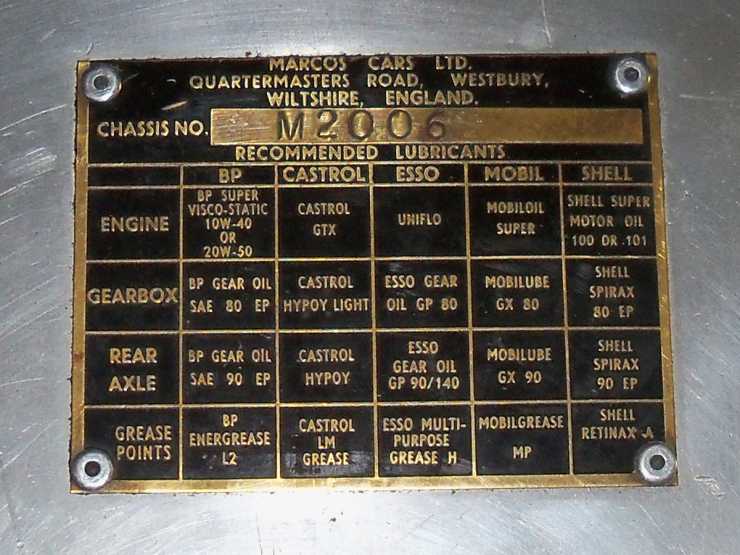 MARCOS CARS LTD.
QUARTERMASTERS ROAD, WESTBURY,
WILTSHIRE, ENGLAND.
CHASSIS NO. M2006
RECOMMENDED LUBRICANTS
BP CASTROL ESSO MOBIL SHELL
ENGINE
BP SUPER
VISCO-STATIC
10W-40
OR
20W-50
CASTROL
GTX
UNIFLO
MOBILOIL
SUPER
SHELL SUPER
MOTOR OIL
100 OR 101
GEARBOX
BP GEAR OIL
SAE 80 EP
CASTROL
HYPOY LIGHT
ESSO GEAR
OIL GP 80
MOBILUBE
GX 80
SHELL
SPIRAX
80 EP
REAR
AXLE
BP GEAR OIL
SAE 90 EP
CASTROL
HYPOY
ESSO
GEAR OIL
GP 90/140
MOBILUBE
GX 90
SHELL
SPIRAX
90 EP
GREASE
POINTS
BP
ENERGREASE
L2
CASTROL
LM
GREASE
ESSO MULTI-
PURPOSE
GREASE H
MOBILGREASE
MP
SHELL
RETINAX A